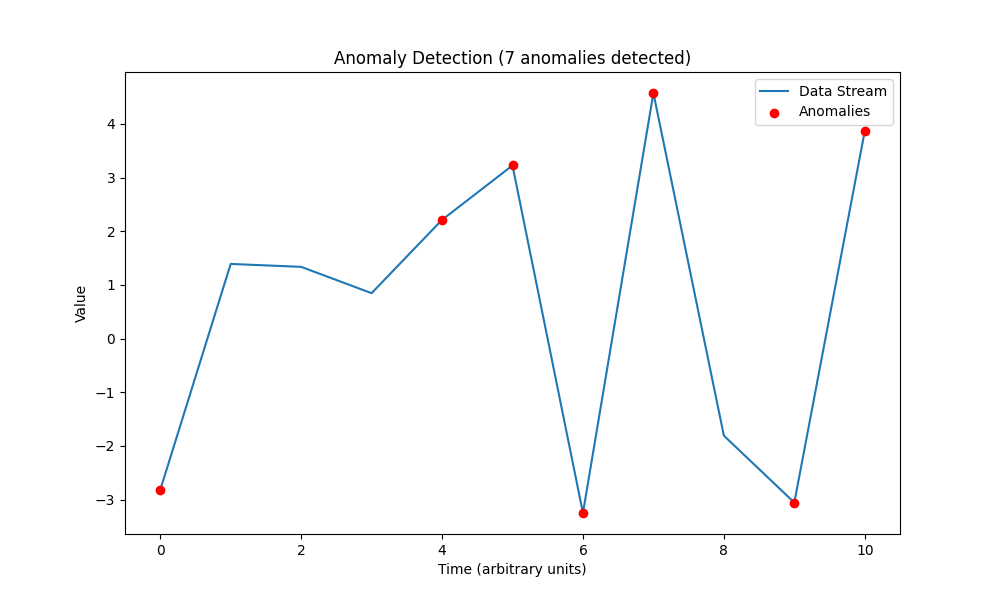 Anomaly Detection (7 anomalies detected)
Data Stream
Anomalies
4
3
2
1
0
−1
−2
−3
Value
0 2 4 6 8 10
Time (arbitrary units)